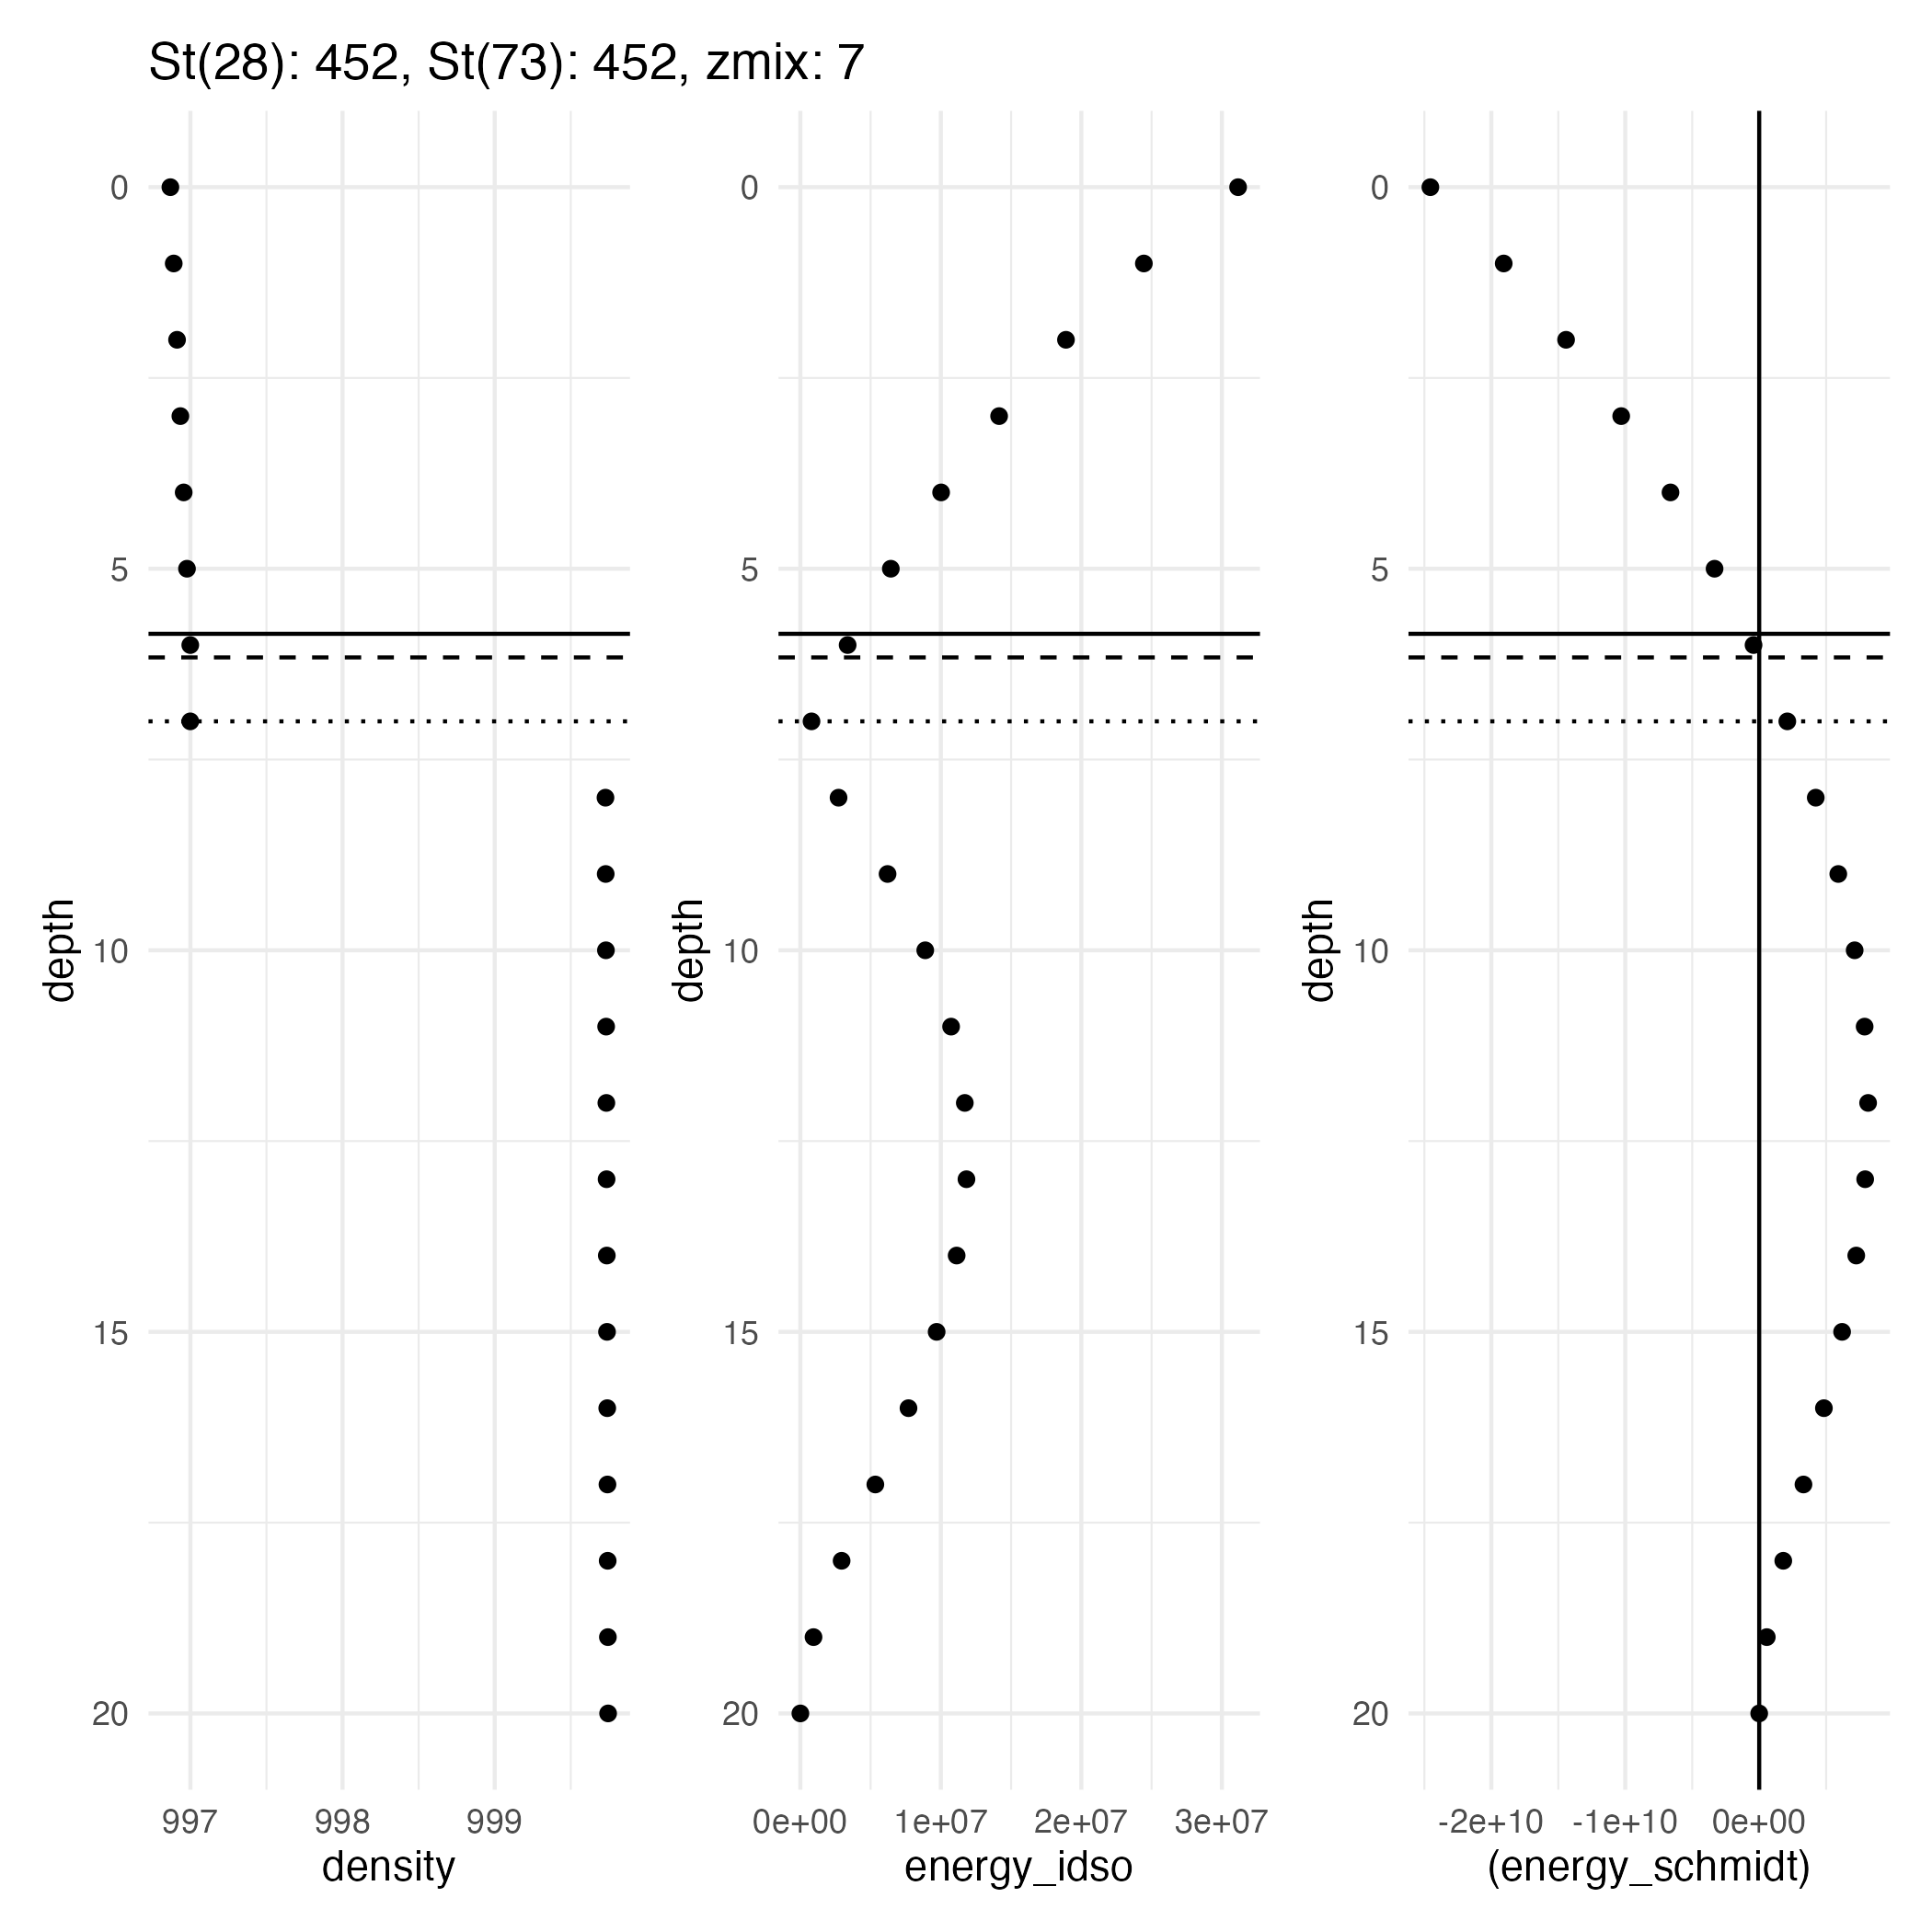 St(28): 452, St(73): 452, zmix: 7
depth
0
5
10
15
20
997 998 999
density
depth
0
5
10
15
20
0e+00 1e+07 2e+07 3e+07
energy_idso
depth
0
5
10
15
20
-2e+10 -1e+10 0e+00
(energy_schmidt)